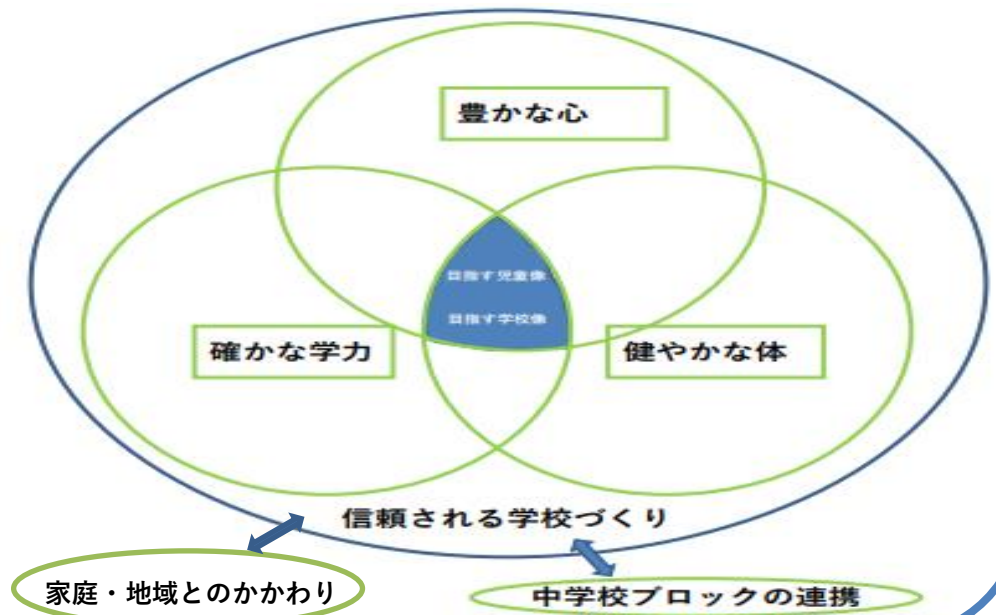 豊かな心
目指す児童像
目指す学校像
確かな学力
健やかな体
信頼される学校づくり
家庭・地域とのかかわり
中学校ブロックの連携